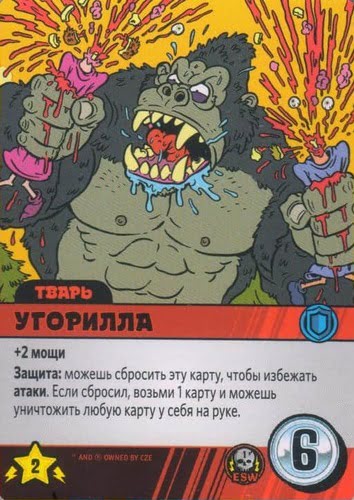 ТВАРЬ
УГОРИЛЛА
+2 мощи
Защита: можешь сбросить эту карту, чтобы избежать
атаки. Если сбросил, возьми 1 карту и можешь
уничтожить любую карту у себя на руке.
2
™ AND ® OWNED BY CZE
ESW
6